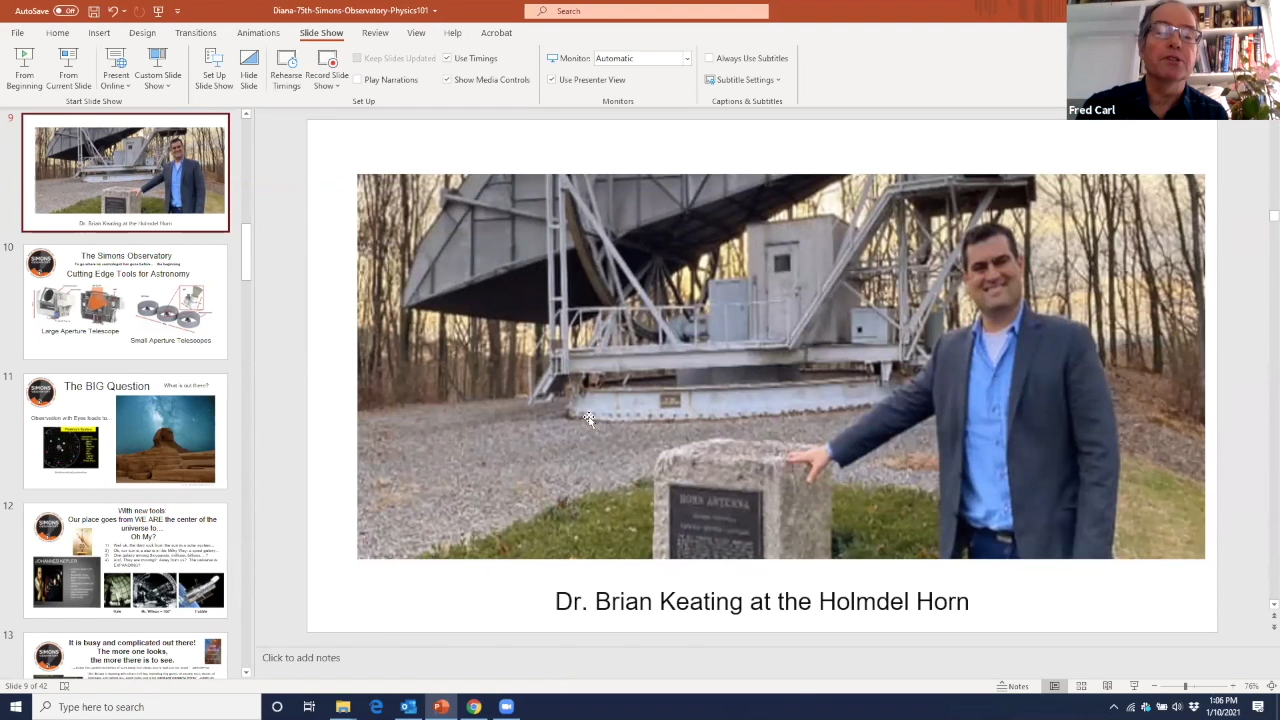 AutoSave Off
Diana-75th-Simons-Observatory-Physics101
Search
File Home Insert Design Transitions Animations Slide Show Review View Help Acrobat
From Beginning
From Current Slide
Present Online
Custom Slide Show
Set Up Slide Show
Hide Slide
Rehearse Timings
Record Slide Show
Keep Slides Updated
Play Narrations
Use Timings
Show Media Controls
Monitor: Automatic
Use Presenter View
Always Use Subtitles
Subtitle Settings
Start Slide Show
Set Up
Monitors
Captions & Subtitles
Fred Carl
9
Dr. Brian Keating at the Holmdel Horn
10
The Simons Observatory
Cutting Edge Tools for Astronomy
Large Aperture Telescope
Small Aperture Telescopes
11
The BIG Question
What is out there?
Observation with Eyes leads to...
12
With new tools:
Our place goes from WE ARE the center of the
universe to....
Oh My?
JOHANNES KEPLER
13
It is busy and complicated out there!
The more one looks,
the more there is to see.
HORN ANTENNA
Dr. Brian Keating at the Holmdel Horn
Click to add notes
Slide 9 of 42
Notes
76%
Type here to search
1:06 PM
1/10/2021